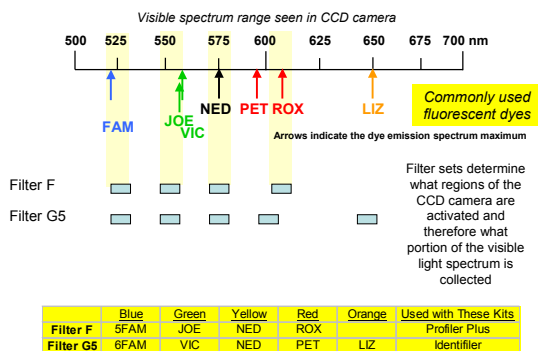 Visible spectrum range seen in CCD camera
500 525 550 575 600 625 650 675 700 nm
FAM JOE VIC NED PET ROX LIZ
Commonly used
fluorescent dyes
Arrows indicate the dye emission spectrum maximum
Filter F
Filter G5
Filter sets determine
what regions of the
CCD camera are
activated and
therefore what
portion of the visible
light spectrum is
collected
Blue Green Yellow Red Orange Used with These Kits
Filter F 5FAM JOE NED ROX Profiler Plus
Filter G5 6FAM VIC NED PET LIZ Identifiler